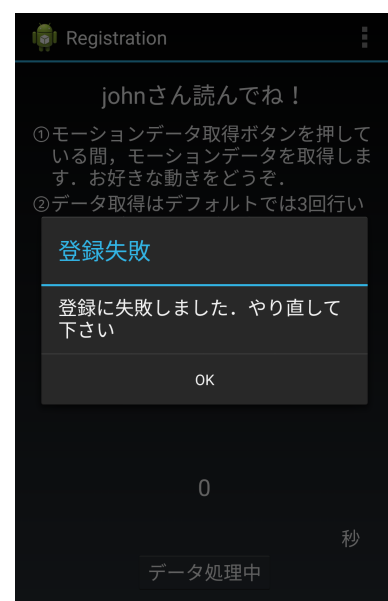 Registration
johnさん読んでね！
①モーションデータ取得ボタンを押して
いる間，モーションデータを取得しま
す．お好きな動きをどうぞ．
②データ取得はデフォルトでは3回行い
登録失敗
登録に失敗しました．やり直して
下さい
OK
0
秒
データ処理中